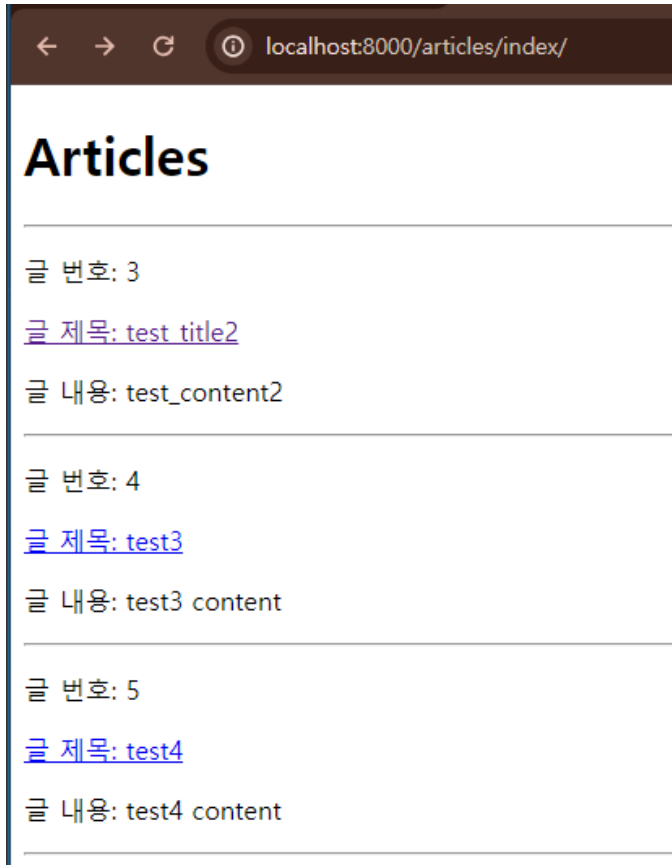 localhost:8000/articles/index/
Articles
글 번호: 3
글 제목: test_title2
글 내용: test_content2
글 번호: 4
글 제목: test3
글 내용: test3 content
글 번호: 5
글 제목: test4
글 내용: test4 content